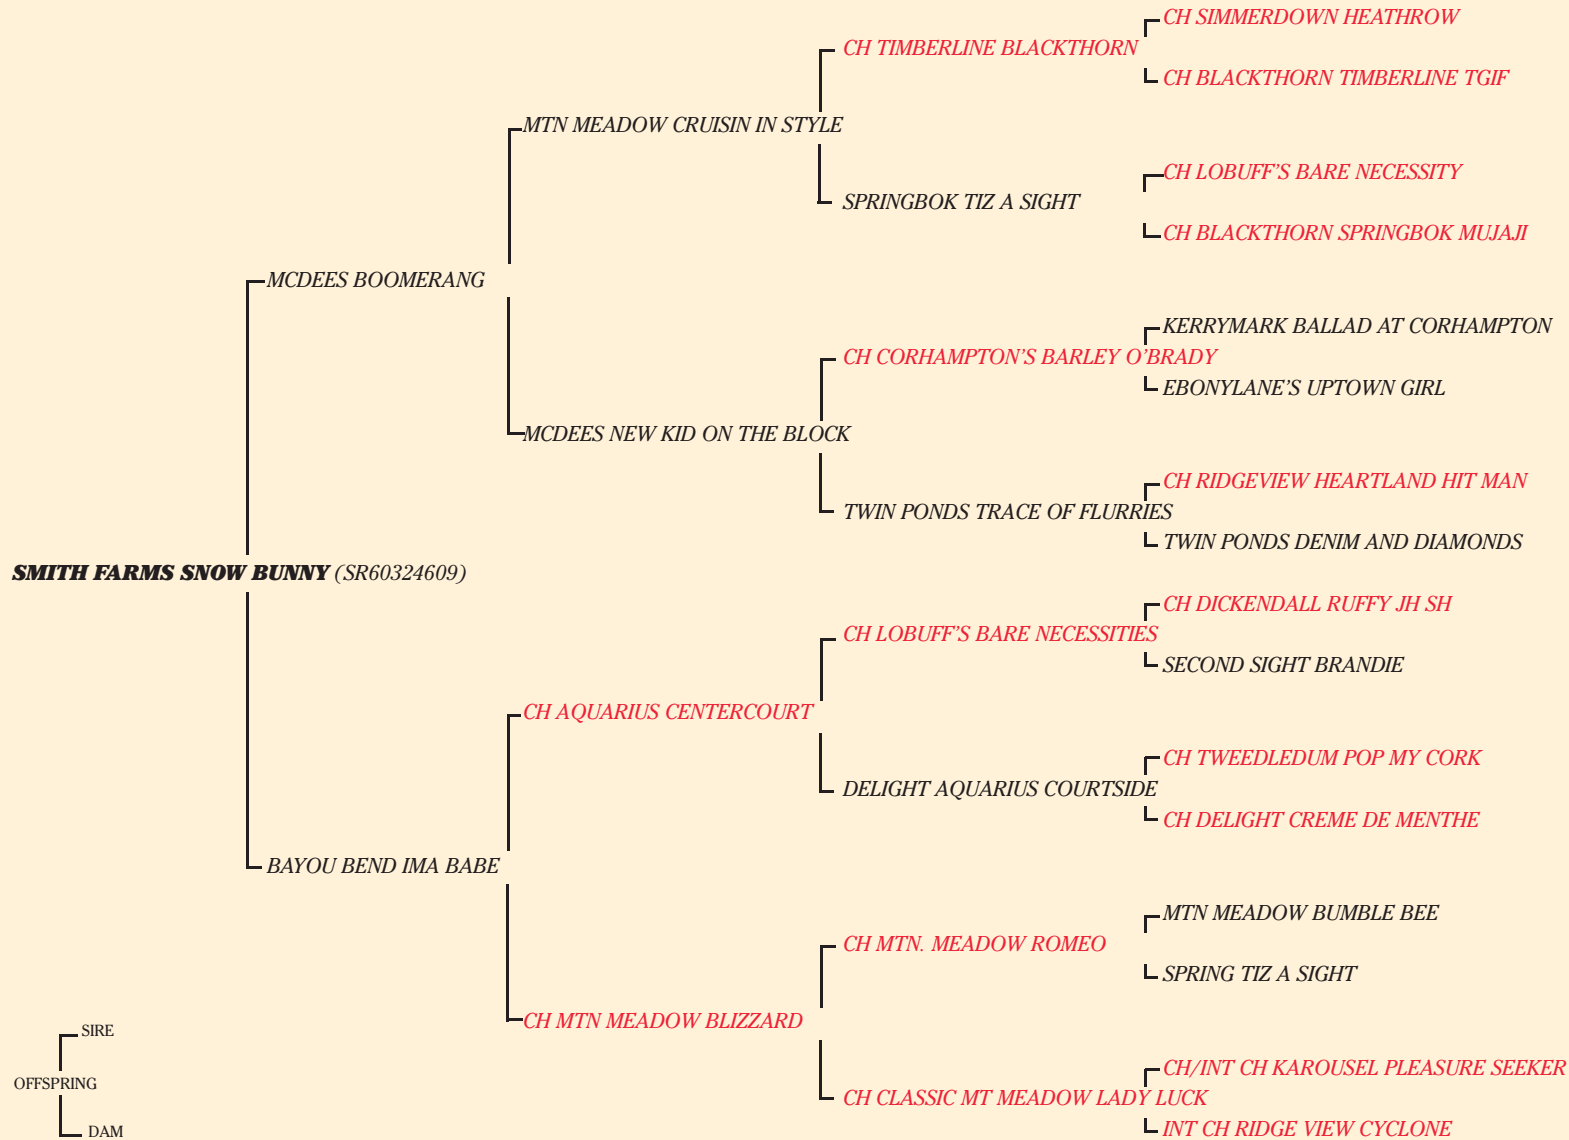 CH SIMMERDOWN HEATHROW
CH TIMBERLINE BLACKTHORN
CH BLACKTHORN TIMBERLINE TGIF
MTN MEADOW CRUISIN IN STYLE
CH LOBUFF'S BARE NECESSITY
SPRINGBOK TIZ A SIGHT
CH BLACKTHORN SPRINGBOK MUJAJI
MCDEES BOOMERANG
KERRYMARK BALLAD AT CORHAMPTON
CH CORHAMPTON'S BARLEY O'BRADY
EBONYLANE'S UPTOWN GIRL
MCDEES NEW KID ON THE BLOCK
CH RIDGEVIEW HEARTLAND HIT MAN
TWIN PONDS TRACE OF FLURRIES
TWIN PONDS DENIM AND DIAMONDS
SMITH FARMS SNOW BUNNY (SR60324609)
CH DICKENDALL RUFFY JH SH
CH LOBUFF'S BARE NECESSITIES
SECOND SIGHT BRANDIE
CH AQUARIUS CENTERCOURT
CH TWEEDLEDUM POP MY CORK
DELIGHT AQUARIUS COURTSIDE
CH DELIGHT CREME DE MENTHE
BAYOU BEND IMA BABE
MTN MEADOW BUMBLE BEE
CH MTN. MEADOW ROMEO
SPRING TIZ A SIGHT
CH MTN MEADOW BLIZZARD
CH/INT CH KAROUSEL PLEASURE SEEKER
CH CLASSIC MT MEADOW LADY LUCK
INT CH RIDGE VIEW CYCLONE
SIRE
OFFSPRING
DAM